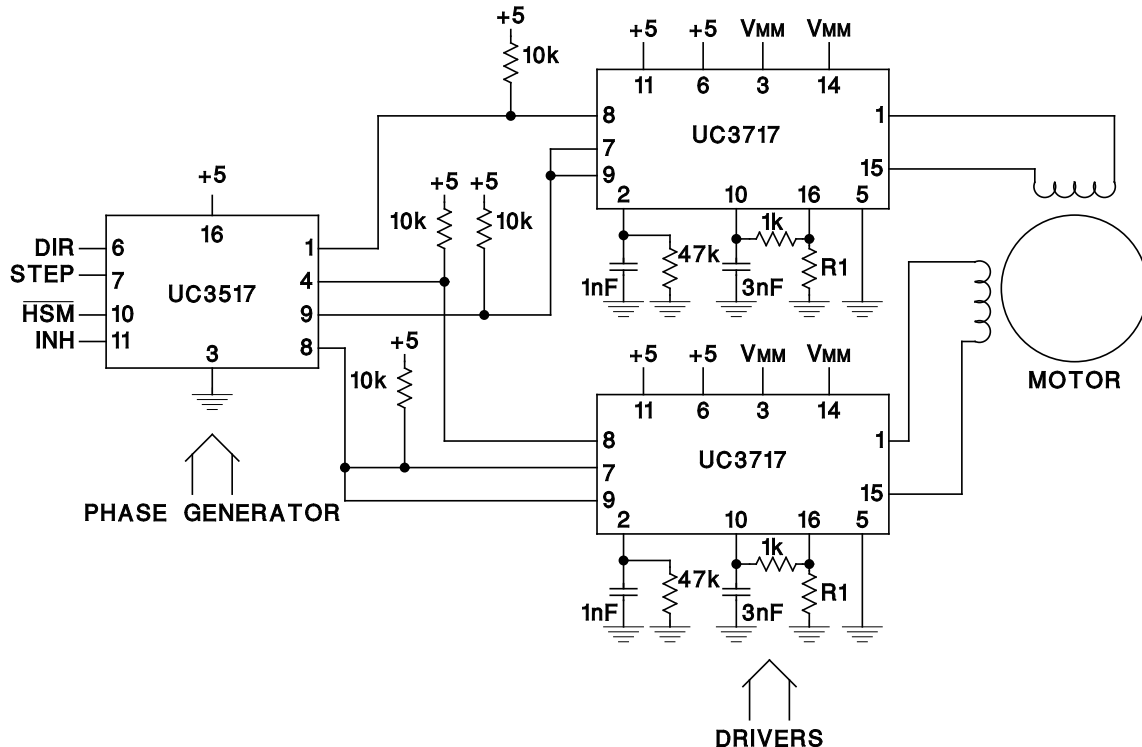 +5
10k
+5 +5 VMM VMM
11 6 3 14
8 1
UC3717
7
9 15
2 10 16 5
1k
47k
1nF 3nF R1
+5 +5
10k 10k
+5
16
DIR 6 1
STEP 7 4
UC3517
HSM 10 9
INH 11 8
3
+5
10k
MOTOR
+5 +5 VMM VMM
11 6 3 14
8 1
UC3717
7
9 15
2 10 16 5
1k
47k
1nF 3nF R1
PHASE GENERATOR
DRIVERS